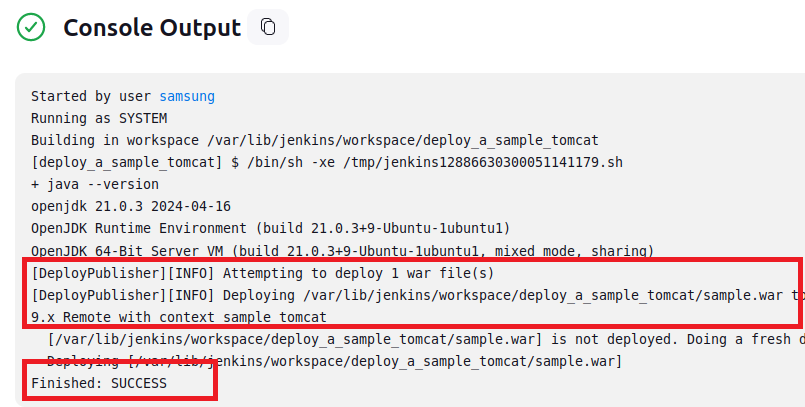 Console Output
Started by user samsung
Running as SYSTEM
Building in workspace /var/lib/jenkins/workspace/deploy_a_sample_tomcat
[deploy_a_sample_tomcat] $ /bin/sh -xe /tmp/jenkins12886630300051141179.sh
+ java --version
openjdk 21.0.3 2024-04-16
OpenJDK Runtime Environment (build 21.0.3+9-Ubuntu-1ubuntu1)
OpenJDK 64-Bit Server VM (build 21.0.3+9-Ubuntu-1ubuntu1, mixed mode, sharing)
[DeployPublisher][INFO] Attempting to deploy 1 war file(s)
[DeployPublisher][INFO] Deploying /var/lib/jenkins/workspace/deploy_a_sample_tomcat/sample.war to
9.x Remote with context sample tomcat
[/var/lib/jenkins/workspace/deploy_a_sample_tomcat/sample.war] is not deployed. Doing a fresh
Deploying [/var/lib/jenkins/workspace/deploy_a_sample_tomcat/sample.war]
Finished: SUCCESS